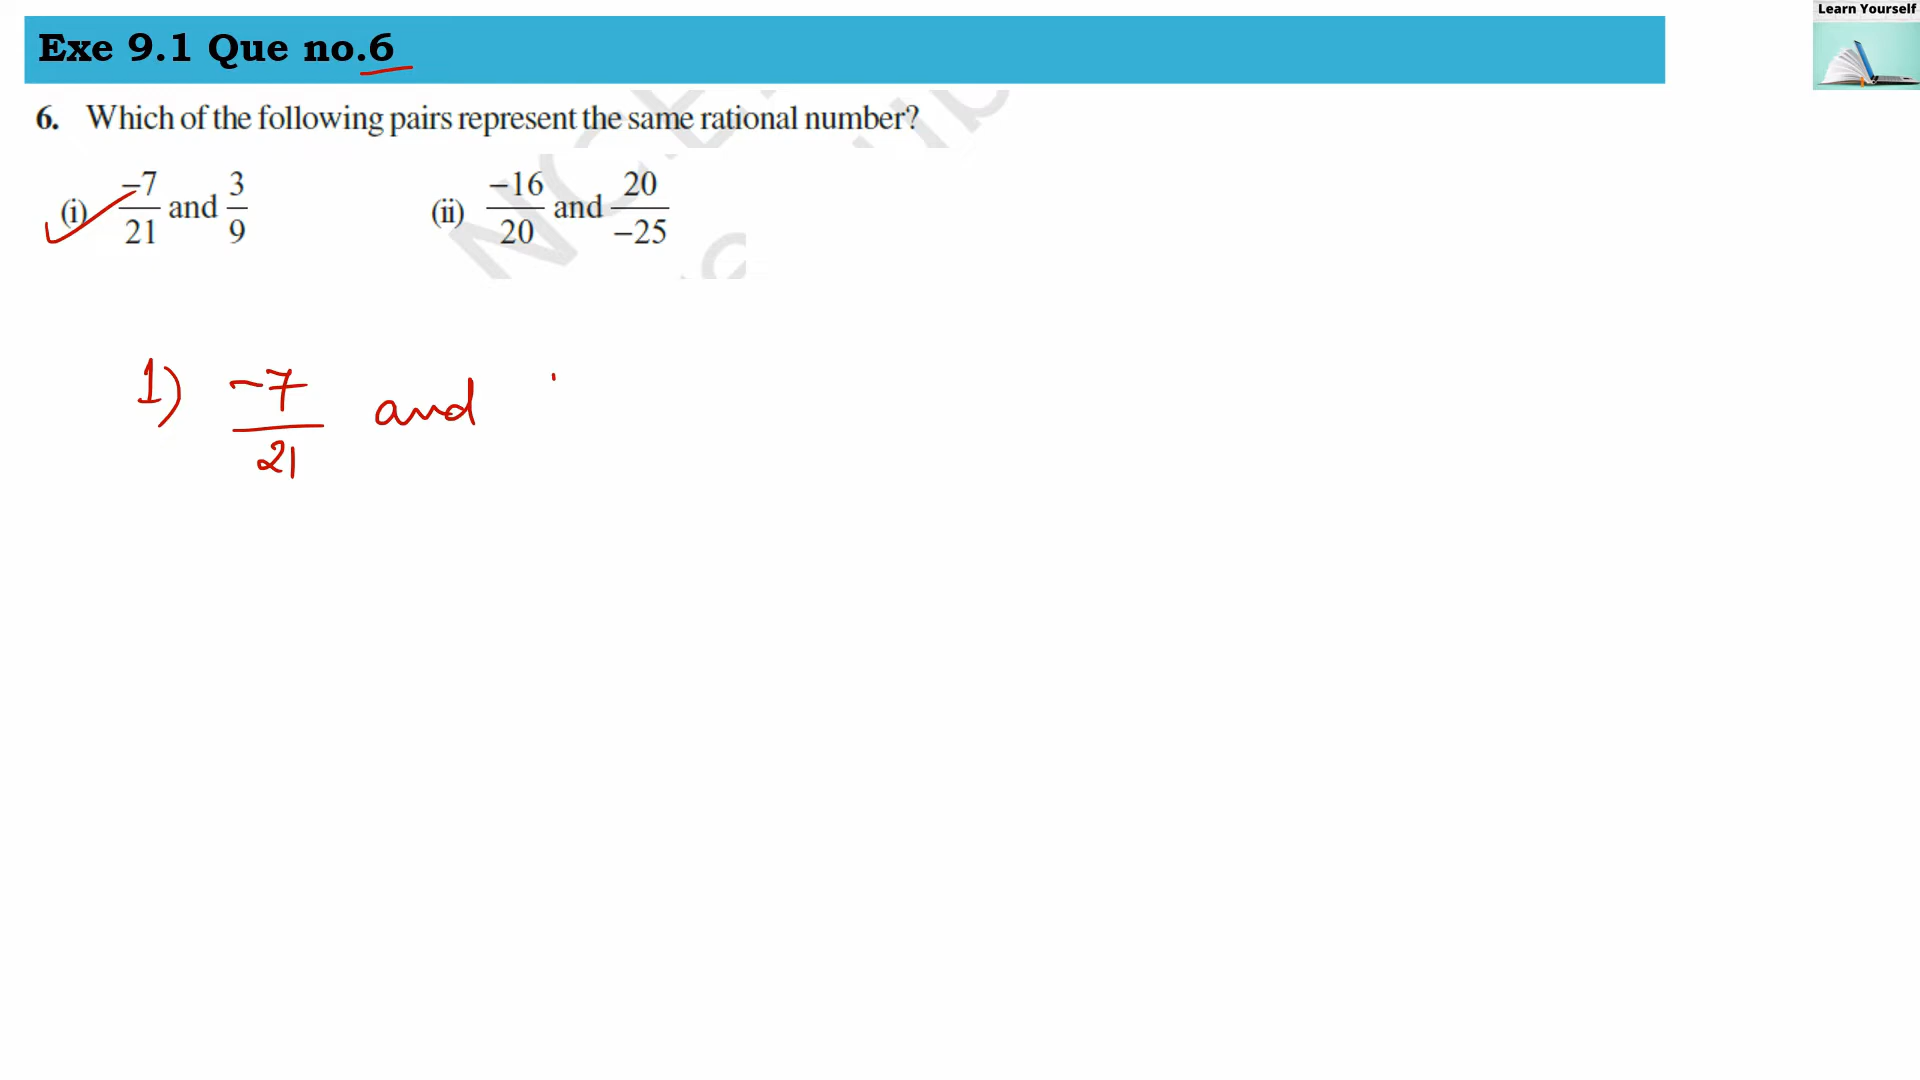 Learn Yourself
Exe 9.1 Que no.6
6. Which of the following pairs represent the same rational number?
(i) −7/21 and 3/9 (ii) −16/20 and 20/−25
1) −7/21 and